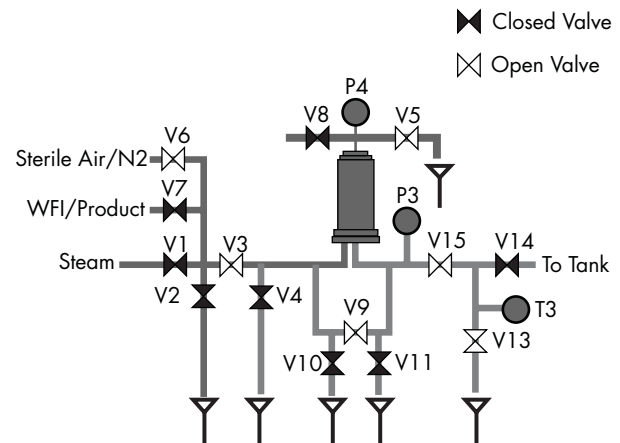 Closed Valve
Open Valve
P4
V8
V5
V6
Sterile Air/N2
V7
WFI/Product
P3
V1
V3
V15
V14
Steam
To Tank
V2
V4
V9
T3
V13
V10
V11